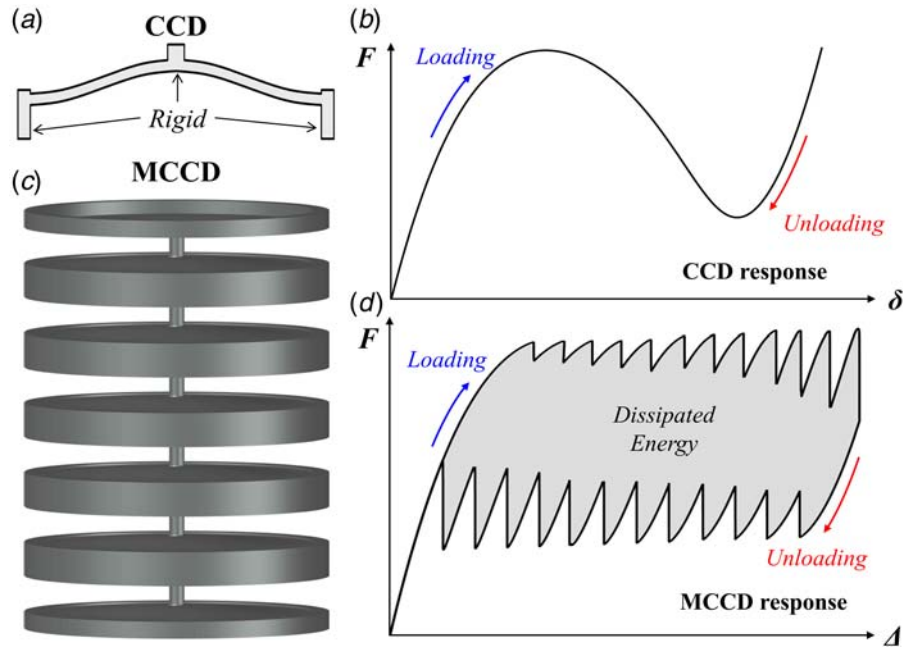 (a)
CCD
Rigid
(b)
F
Loading
Unloading
CCD response
δ
MCCD
(c)
(d)
F
Loading
Dissipated
Energy
Unloading
MCCD response
Δ